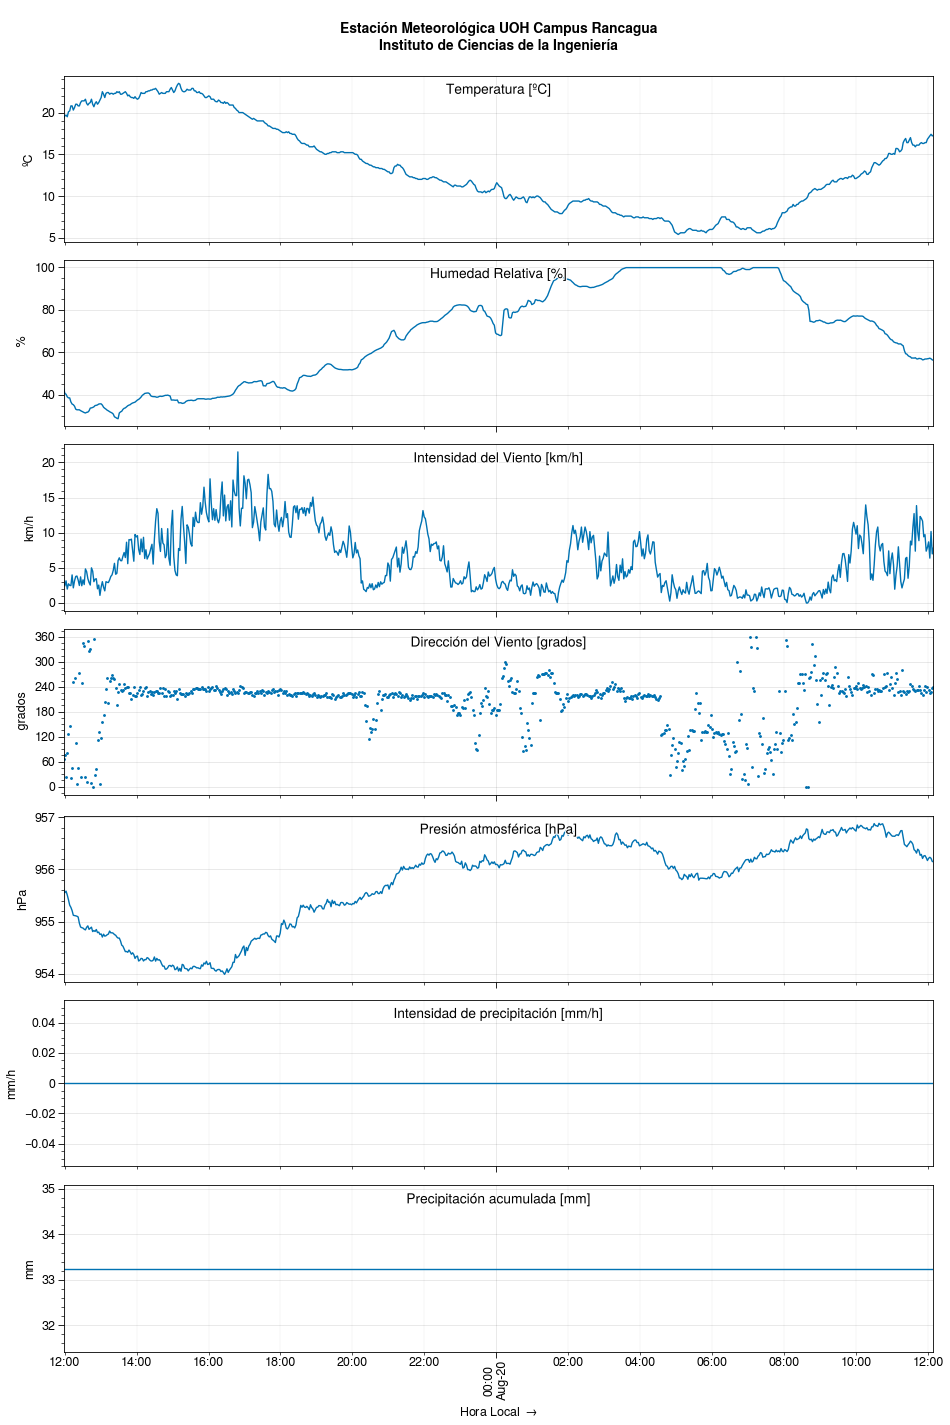 Estación Meteorológica UOH Campus Rancagua
Instituto de Ciencias de la Ingeniería
Temperatura [ºC]
ºC
20
15
10
5
Humedad Relativa [%]
%
100
80
60
40
Intensidad del Viento [km/h]
km/h
20
15
10
5
0
Dirección del Viento [grados]
grados
360
300
240
180
120
60
0
Presión atmosférica [hPa]
hPa
957
956
955
954
Intensidad de precipitación [mm/h]
mm/h
0.04
0.02
0
−0.02
−0.04
Precipitación acumulada [mm]
mm
35
34
33
32
12:00 14:00 16:00 18:00 20:00 22:00 00:00 02:00 04:00 06:00 08:00 10:00 12:00
Aug-20
Hora Local →